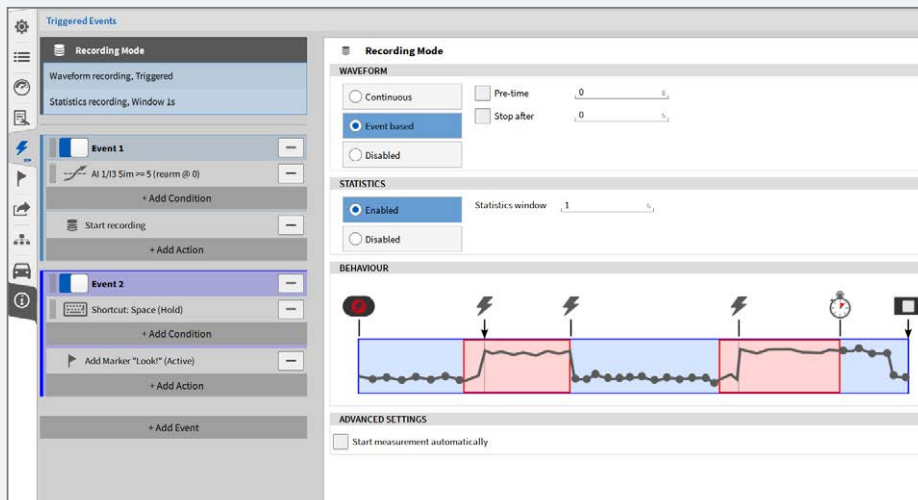 Triggered Events
Recording Mode
Waveform recording, Triggered
Statistics recording, Window 1s
Event 1
AI 1/I3 Sim >= 5 (rearm @ 0)
+ Add Condition
Start recording
+ Add Action
Event 2
Shortcut: Space (Hold)
+ Add Condition
Add Marker "Look!" (Active)
+ Add Action
+ Add Event
Recording Mode
WAVEFORM
Continuous
Pre-time 0 s
Event based
Stop after 0 s
Disabled
STATISTICS
Enabled
Statistics window 1 s
Disabled
BEHAVIOUR
ADVANCED SETTINGS
Start measurement automatically